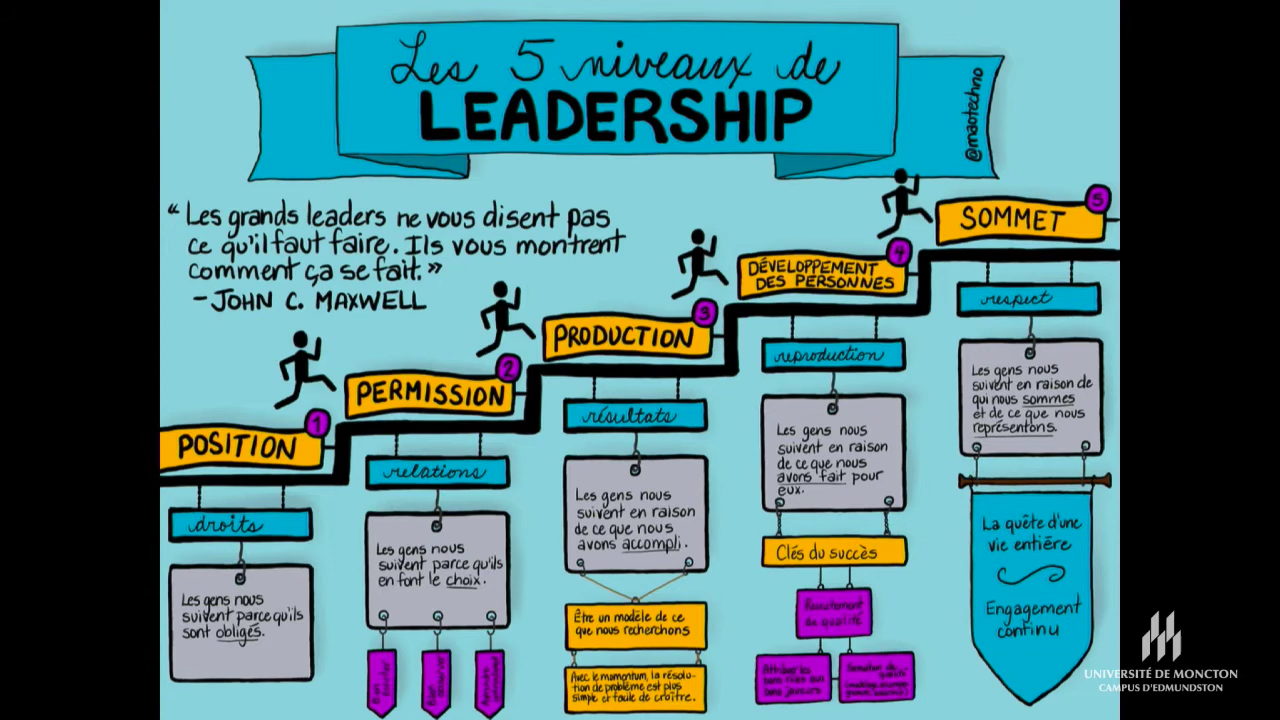 Les 5 niveaux de
LEADERSHIP
@maotechno
“ Les grands leaders ne vous disent pas
ce qu'il faut faire. Ils vous montrent
comment ça se fait. ”
- JOHN C. MAXWELL
POSITION
1
droits
Les gens nous
suivent parce qu'ils
sont obligés.
PERMISSION
2
relations
Les gens nous
suivent parce qu'ils
en font le choix.
Bien
Bien
PRODUCTION
3
résultats
Les gens nous
suivent en raison
de ce que nous
avons accompli.
Être un modèle de ce
que nous recherchons
Avec le momentum, la résolu-
tion de problème est plus
simple et facile de croître.
DÉVELOPPEMENT
DES PERSONNES
4
reproduction
Les gens nous
suivent en raison
de ce que nous
avons fait pour
eux.
Clés du succès
Recrutement
de qualité
Attribuer les
bons rôles aux
bons joueurs
Formation de
qualité
SOMMET
5
respect
Les gens nous
suivent en raison de
qui nous sommes
et de ce que nous
représentons.
La quête d'une
vie entière
Engagement
continu
UNIVERSITÉ DE MONCTON
CAMPUS D'EDMUNDSTON